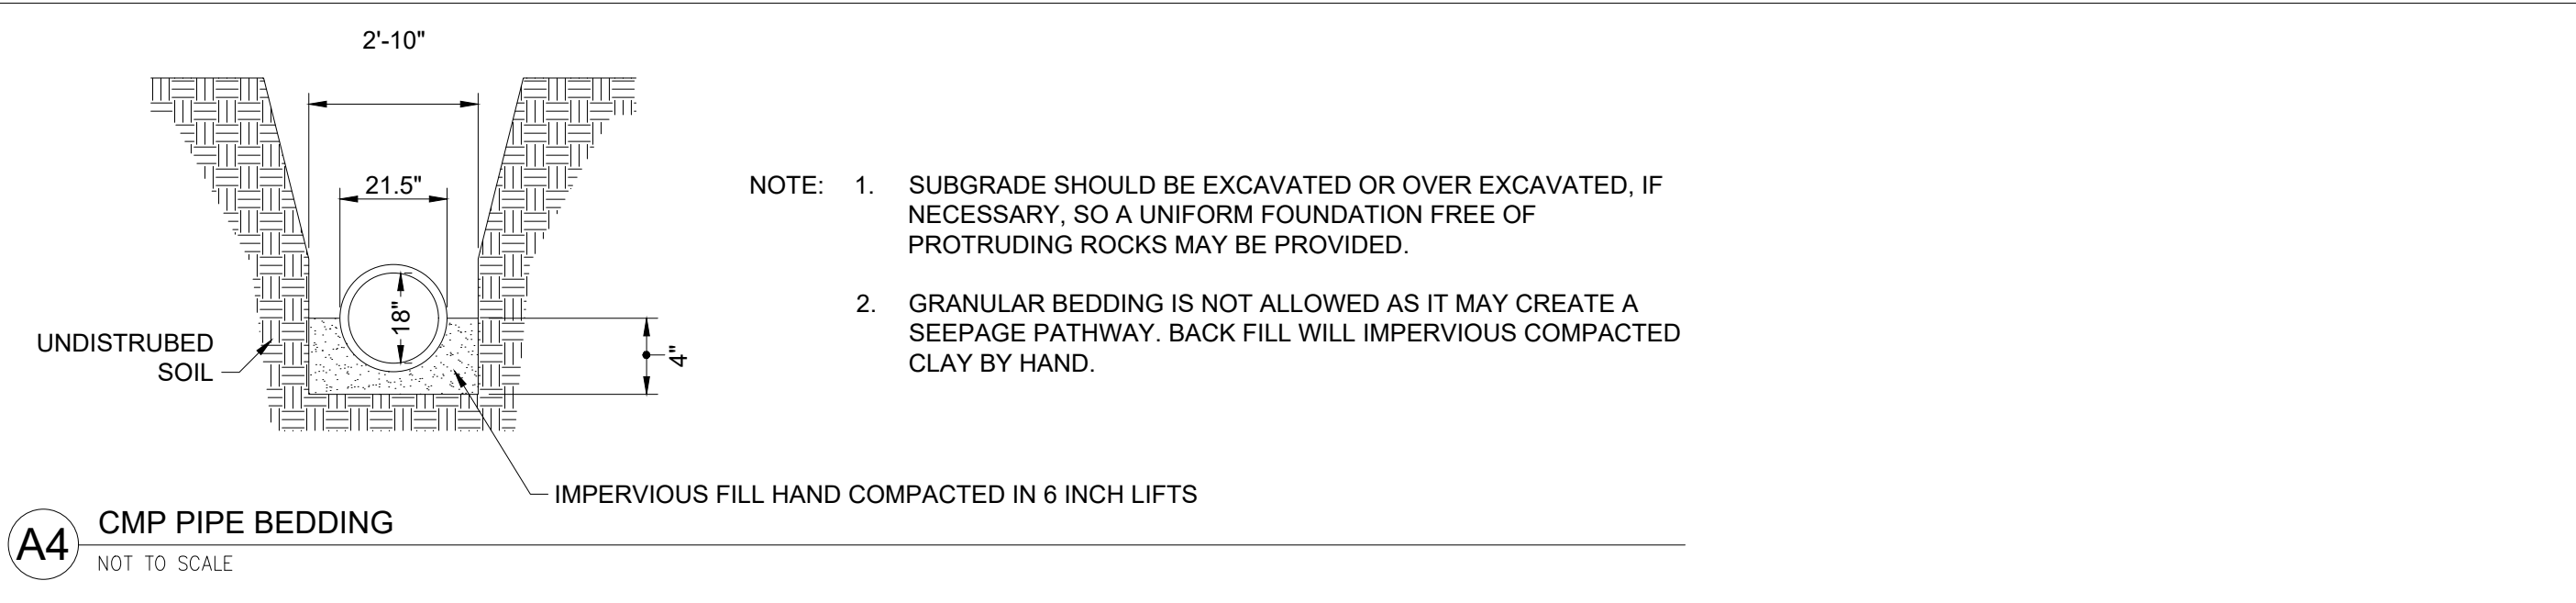 2'-10"
21.5"
18"
4"
UNDISTRUBED
SOIL
NOTE: 1. SUBGRADE SHOULD BE EXCAVATED OR OVER EXCAVATED, IF
NECESSARY, SO A UNIFORM FOUNDATION FREE OF
PROTRUDING ROCKS MAY BE PROVIDED.
2. GRANULAR BEDDING IS NOT ALLOWED AS IT MAY CREATE A
SEEPAGE PATHWAY. BACK FILL WILL IMPERVIOUS COMPACTED
CLAY BY HAND.
IMPERVIOUS FILL HAND COMPACTED IN 6 INCH LIFTS
A4
CMP PIPE BEDDING
NOT TO SCALE